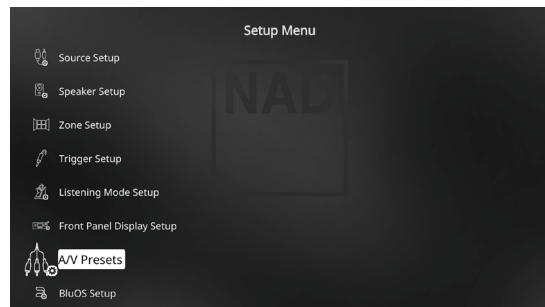 Setup Menu
Source Setup
Speaker Setup
NAD
Zone Setup
Trigger Setup
Listening Mode Setup
Front Panel Display Setup
A/V Presets
BluOS Setup